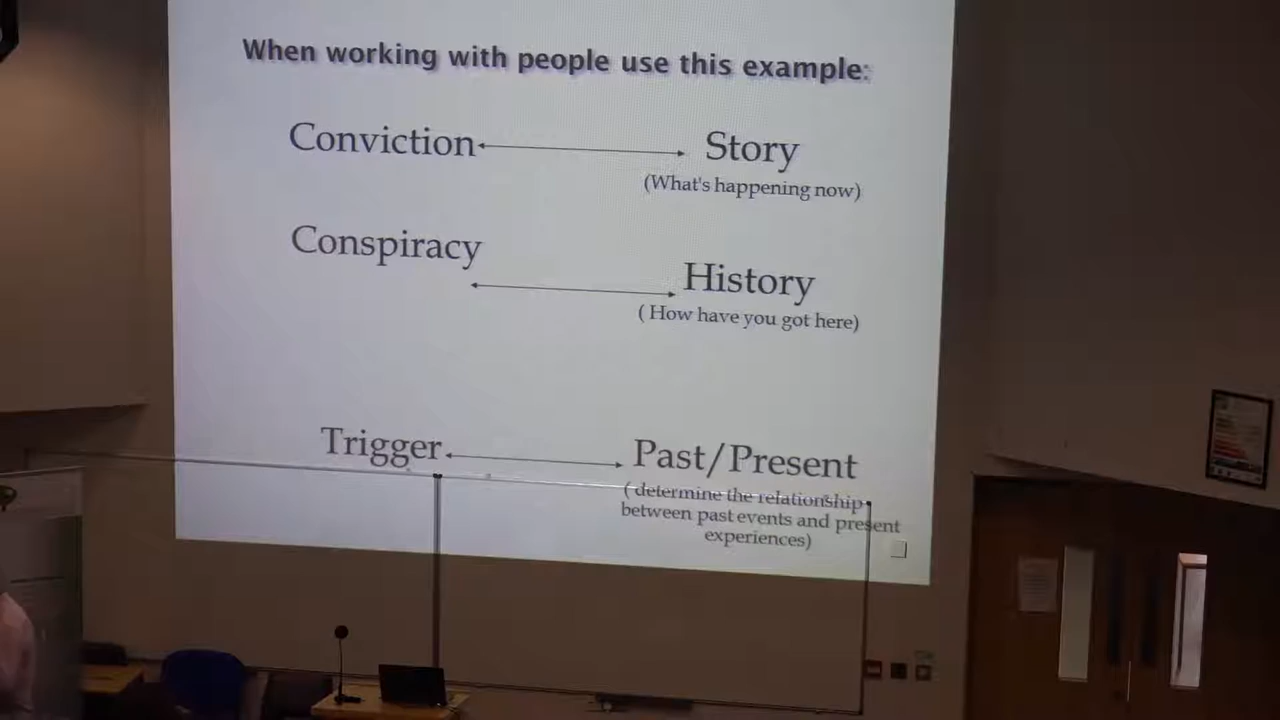 When working with people use this example:
Conviction Story
(What's happening now)
Conspiracy
History
( How have you got here)
Trigger Past/Present
( determine the relationship
between past events and present
experiences)